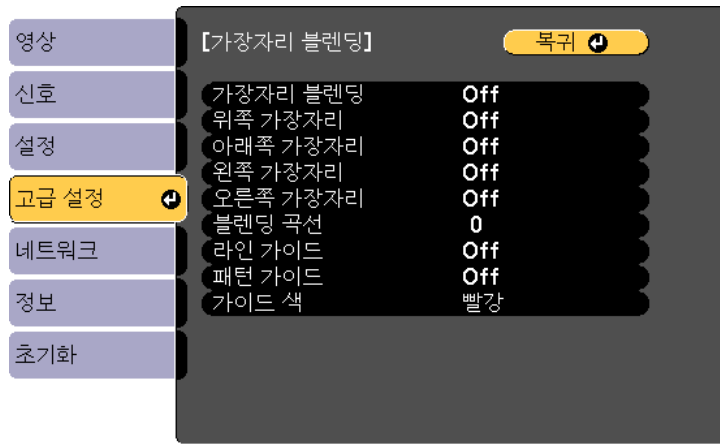 영상
신호
설정
고급 설정
네트워크
정보
초기화
[가장자리 블렌딩] 복귀
가장자리 블렌딩 Off
위쪽 가장자리 Off
아래쪽 가장자리 Off
왼쪽 가장자리 Off
오른쪽 가장자리 Off
블렌딩 곡선 0
라인 가이드 Off
패턴 가이드 Off
가이드 색 빨강